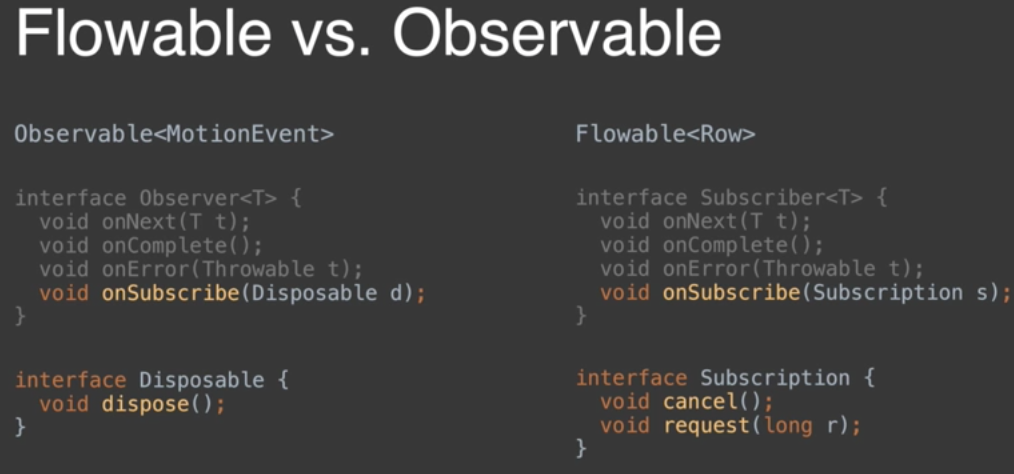 Flowable vs. Observable
Observable<MotionEvent>
interface Observer<T> {
  void onNext(T t);
  void onComplete();
  void onError(Throwable t);
  void onSubscribe(Disposable d);
}
interface Disposable {
  void dispose();
}
Flowable<Row>
interface Subscriber<T> {
  void onNext(T t);
  void onComplete();
  void onError(Throwable t);
  void onSubscribe(Subscription s);
}
interface Subscription {
  void cancel();
  void request(long r);
}